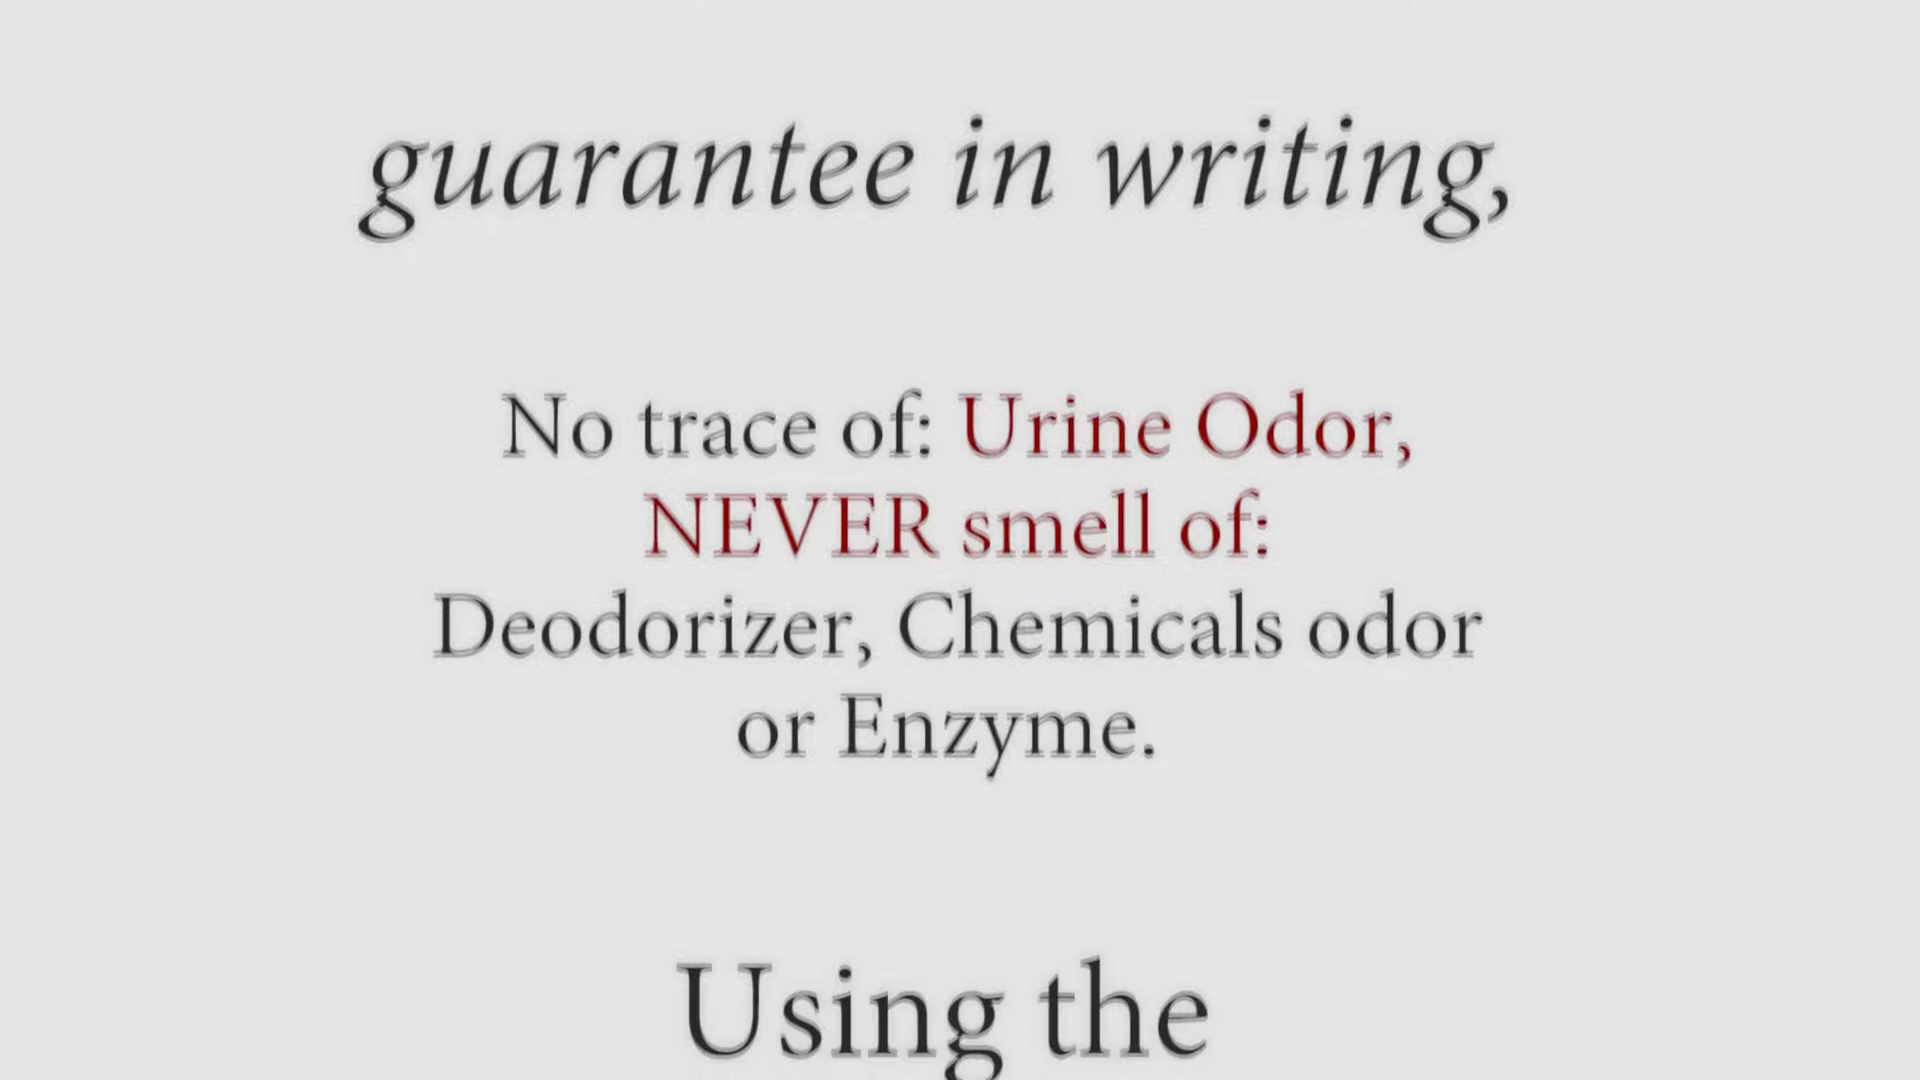 guarantee in writing,
No trace of: Urine Odor,
NEVER smell of:
Deodorizer, Chemicals odor
or Enzyme.
Using the